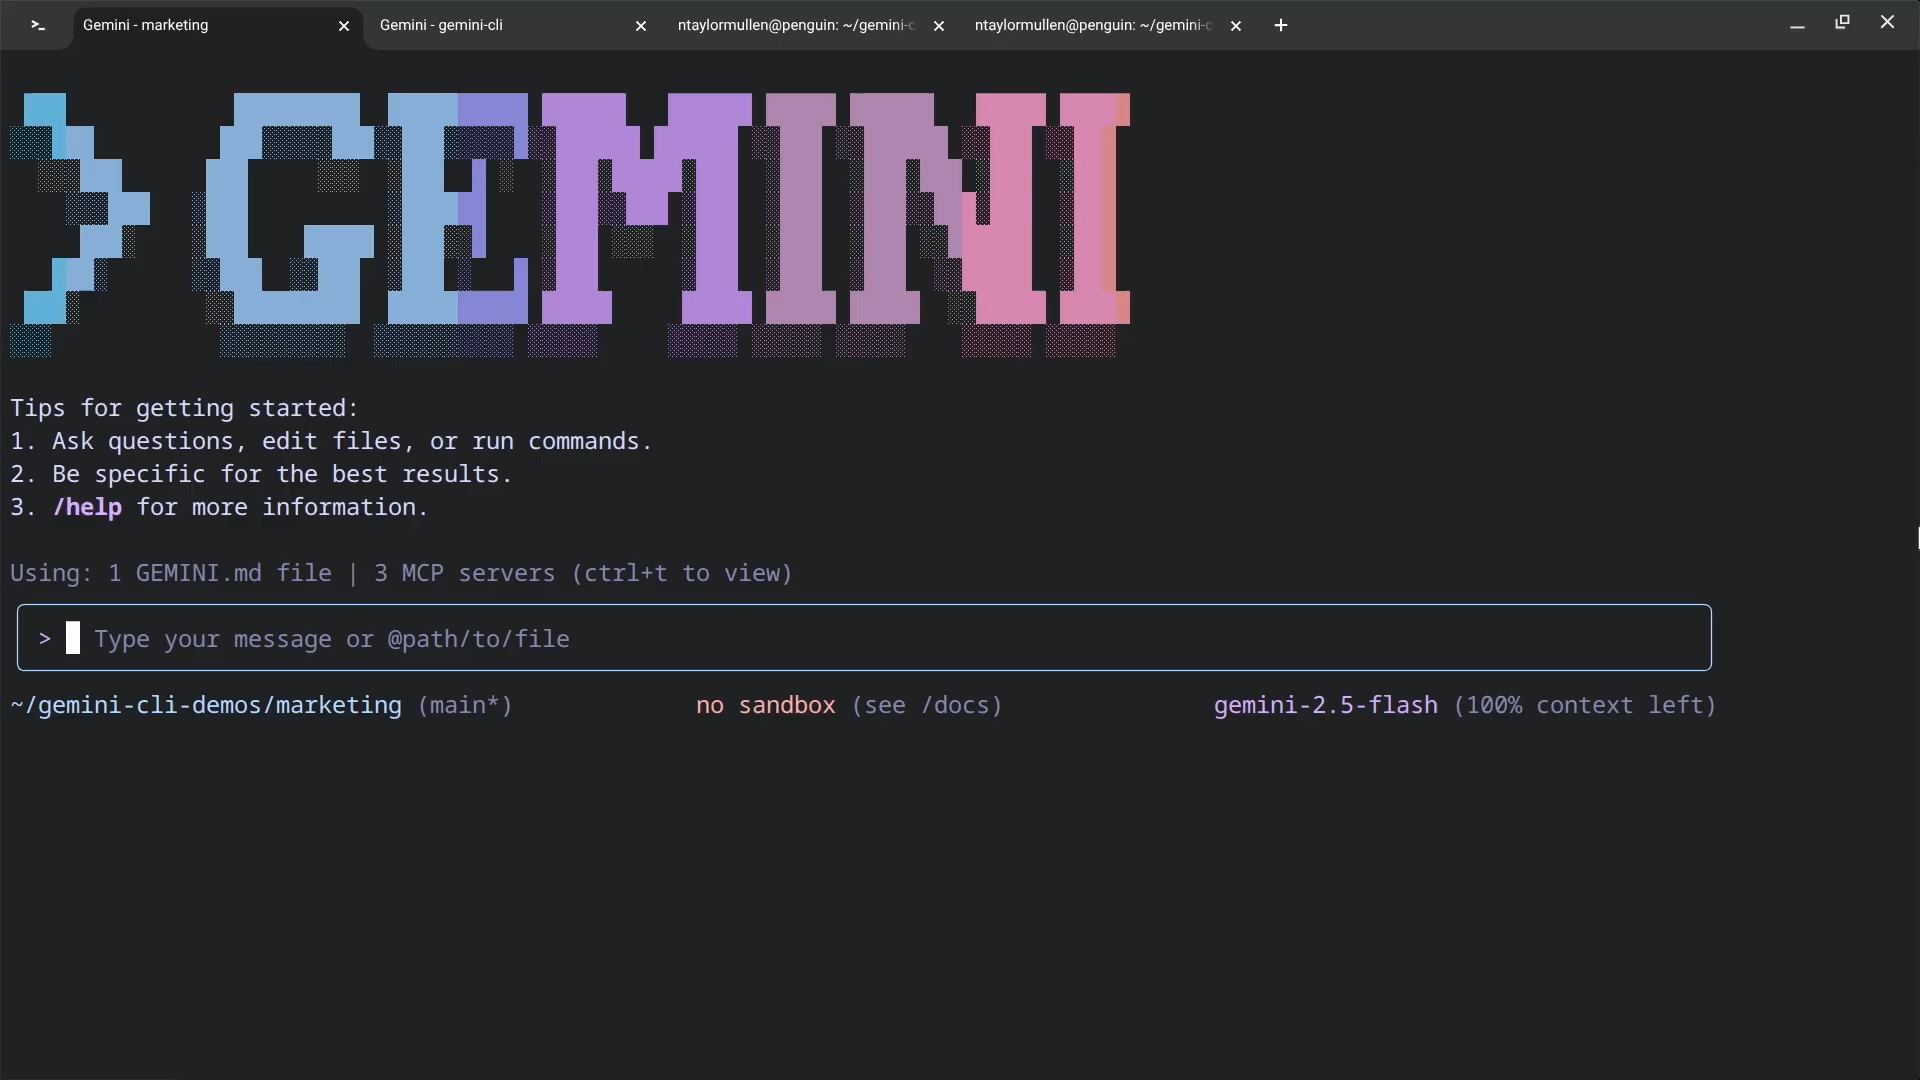 Gemini - marketing
Gemini - gemini-cli
ntaylormullen@penguin: ~/gemini-c
ntaylormullen@penguin: ~/gemini-c
> GEMINI
Tips for getting started:
1. Ask questions, edit files, or run commands.
2. Be specific for the best results.
3. /help for more information.
Using: 1 GEMINI.md file | 3 MCP servers (ctrl+t to view)
> Type your message or @path/to/file
~/gemini-cli-demos/marketing (main*) no sandbox (see /docs) gemini-2.5-flash (100% context left)